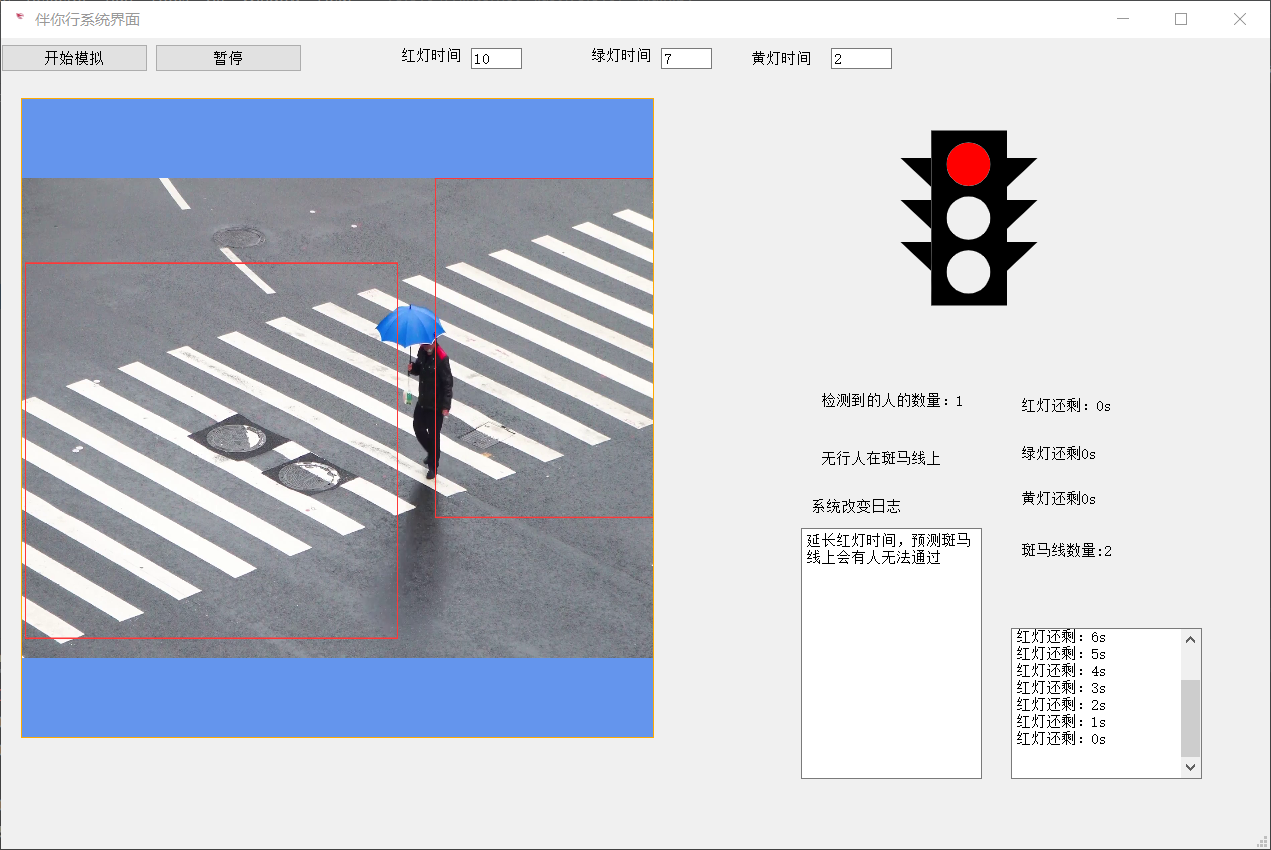 伴你行系统界面
开始模拟
暂停
红灯时间 10
绿灯时间 7
黄灯时间 2
检测到的人的数量：1
无行人在斑马线上
系统改变日志
延长红灯时间，预测斑马
线上会有人无法通过
红灯还剩：0s
绿灯还剩0s
黄灯还剩0s
斑马线数量:2
红灯还剩：6s
红灯还剩：5s
红灯还剩：4s
红灯还剩：3s
红灯还剩：2s
红灯还剩：1s
红灯还剩：0s